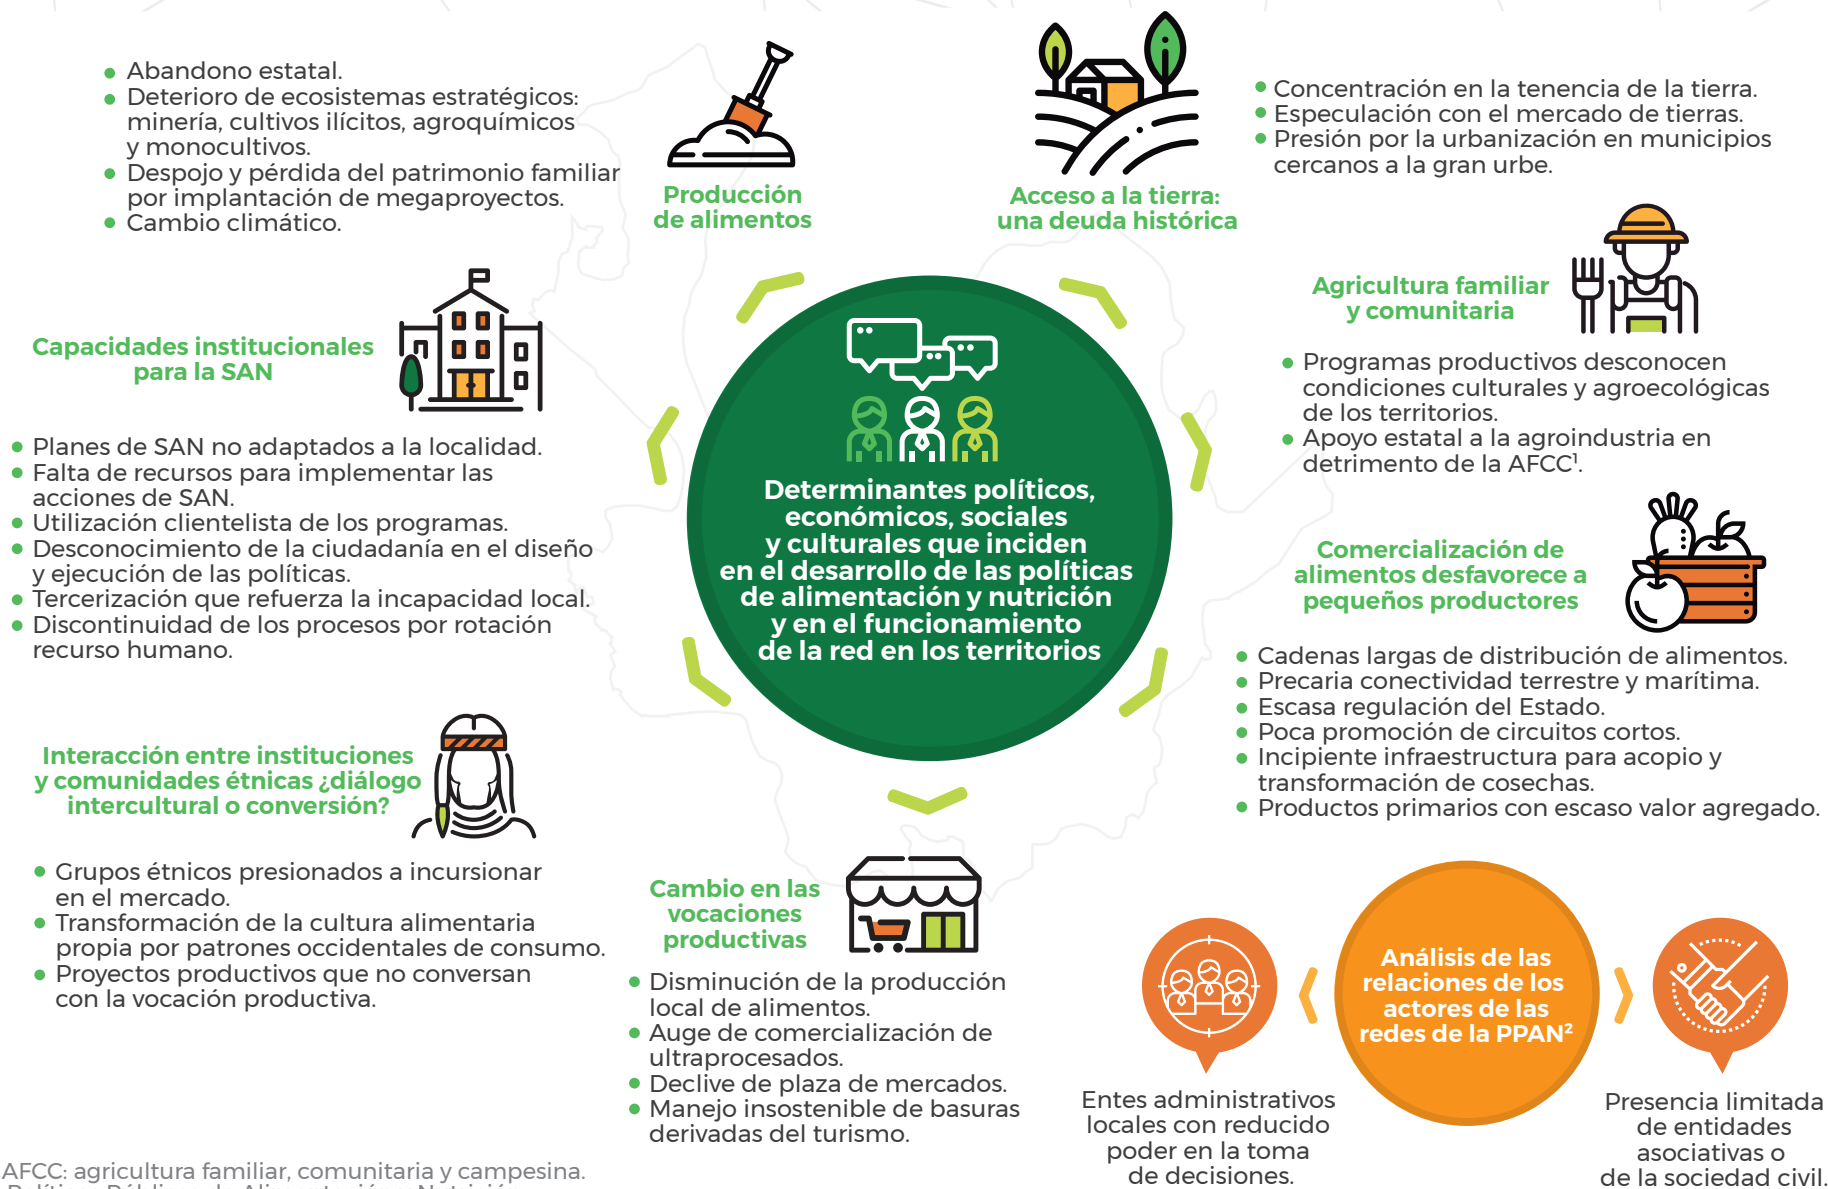 Abandono estatal.
Deterioro de ecosistemas estratégicos:
minería, cultivos ilícitos, agroquímicos
y monocultivos.
Despojo y pérdida del patrimonio familiar
por implantación de megaproyectos.
Cambio climático.
Producción
de alimentos
Acceso a la tierra:
una deuda histórica
Concentración en la tenencia de la tierra.
Especulación con el mercado de tierras.
Presión por la urbanización en municipios
cercanos a la gran urbe.
Agricultura familiar
y comunitaria
Programas productivos desconocen
condiciones culturales y agroecológicas
de los territorios.
Apoyo estatal a la agroindustria en
detrimento de la AFCC¹.
Capacidades institucionales
para la SAN
Planes de SAN no adaptados a la localidad.
Falta de recursos para implementar las
acciones de SAN.
Utilización clientelista de los programas.
Desconocimiento de la ciudadanía en el diseño
y ejecución de las políticas.
Tercerización que refuerza la incapacidad local.
Discontinuidad de los procesos por rotación
recurso humano.
Determinantes políticos,
económicos, sociales
y culturales que inciden
en el desarrollo de las políticas
de alimentación y nutrición
y en el funcionamiento
de la red en los territorios
Comercialización de
alimentos desfavorece a
pequeños productores
Cadenas largas de distribución de alimentos.
Precaria conectividad terrestre y marítima.
Escasa regulación del Estado.
Poca promoción de circuitos cortos.
Incipiente infraestructura para acopio y
transformación de cosechas.
Productos primarios con escaso valor agregado.
Interacción entre instituciones
y comunidades étnicas ¿diálogo
intercultural o conversión?
Grupos étnicos presionados a incursionar
en el mercado.
Transformación de la cultura alimentaria
propia por patrones occidentales de consumo.
Proyectos productivos que no conversan
con la vocación productiva.
Cambio en las
vocaciones
productivas
Disminución de la producción
local de alimentos.
Auge de comercialización de
ultraprocesados.
Declive de plaza de mercados.
Manejo insostenible de basuras
derivadas del turismo.
Análisis de las
relaciones de los
actores de las
redes de la PPAN²
Entes administrativos
locales con reducido
poder en la toma
de decisiones.
Presencia limitada
de entidades
asociativas o
de la sociedad civil.
AFCC: agricultura familiar, comunitaria y campesina.